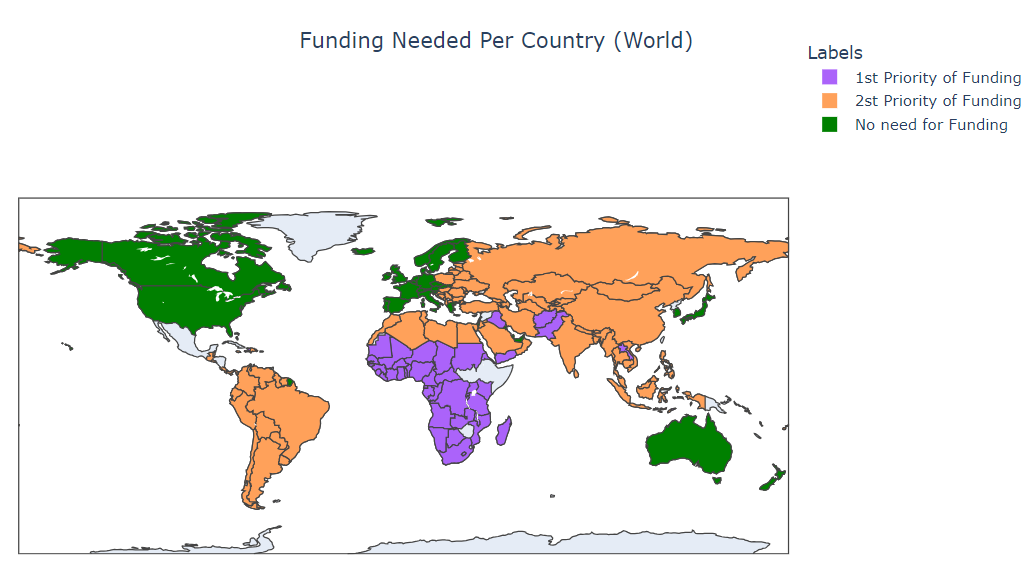 Funding Needed Per Country (World)
Labels
1st Priority of Funding
2st Priority of Funding
No need for Funding